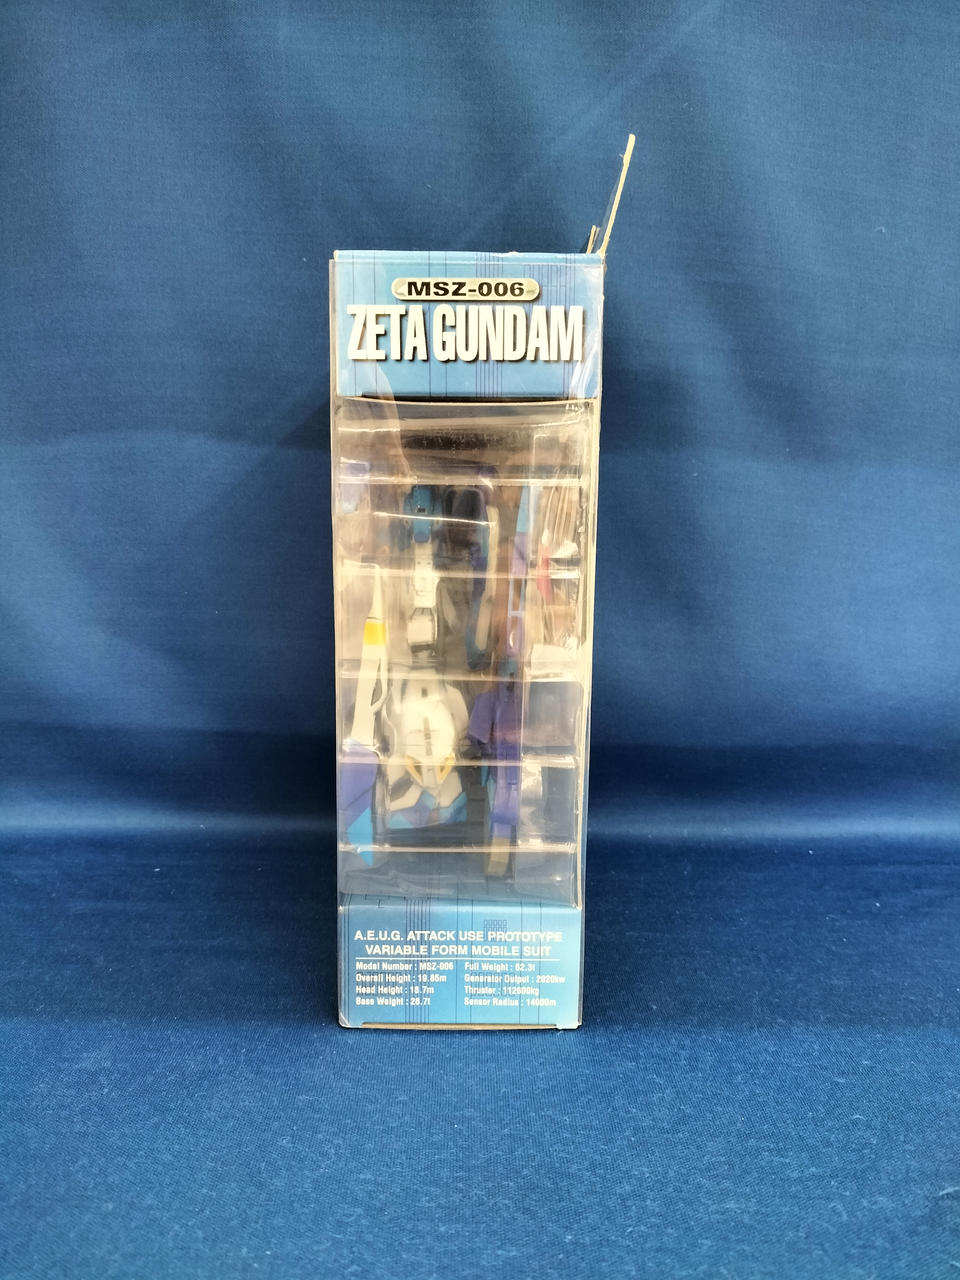 MSZ-006
ZETA GUNDAM
A.E.U.G. ATTACK USE PROTOTYPE
VARIABLE FORM MOBILE SUIT
Model Number : MSZ-006
Overall Height : 19.85m
Head Height : 18.7m
Base Weight : 28.7t
Full Weight : 62.3t
Generator Output : 2020kw
Thruster : 112600kg
Sensor Radius : 14000m